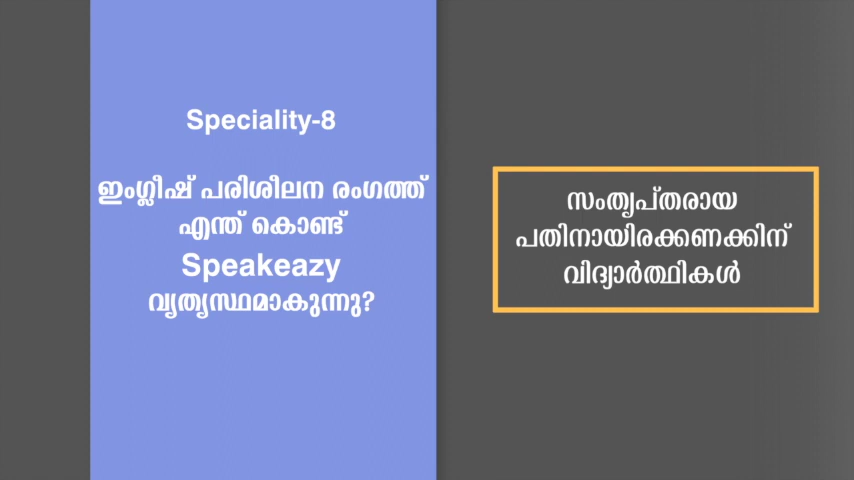 Speciality-8
ഇംഗ്ലീഷ് പരിശീലന രംഗത്ത്
എന്ത് കൊണ്ട്
Speakeazy
വ്യത്യസ്ഥമാകുന്നു?
സംതൃപ്തരായ
പതിനായിരക്കണക്കിന്
വിദ്യാർത്ഥികൾ